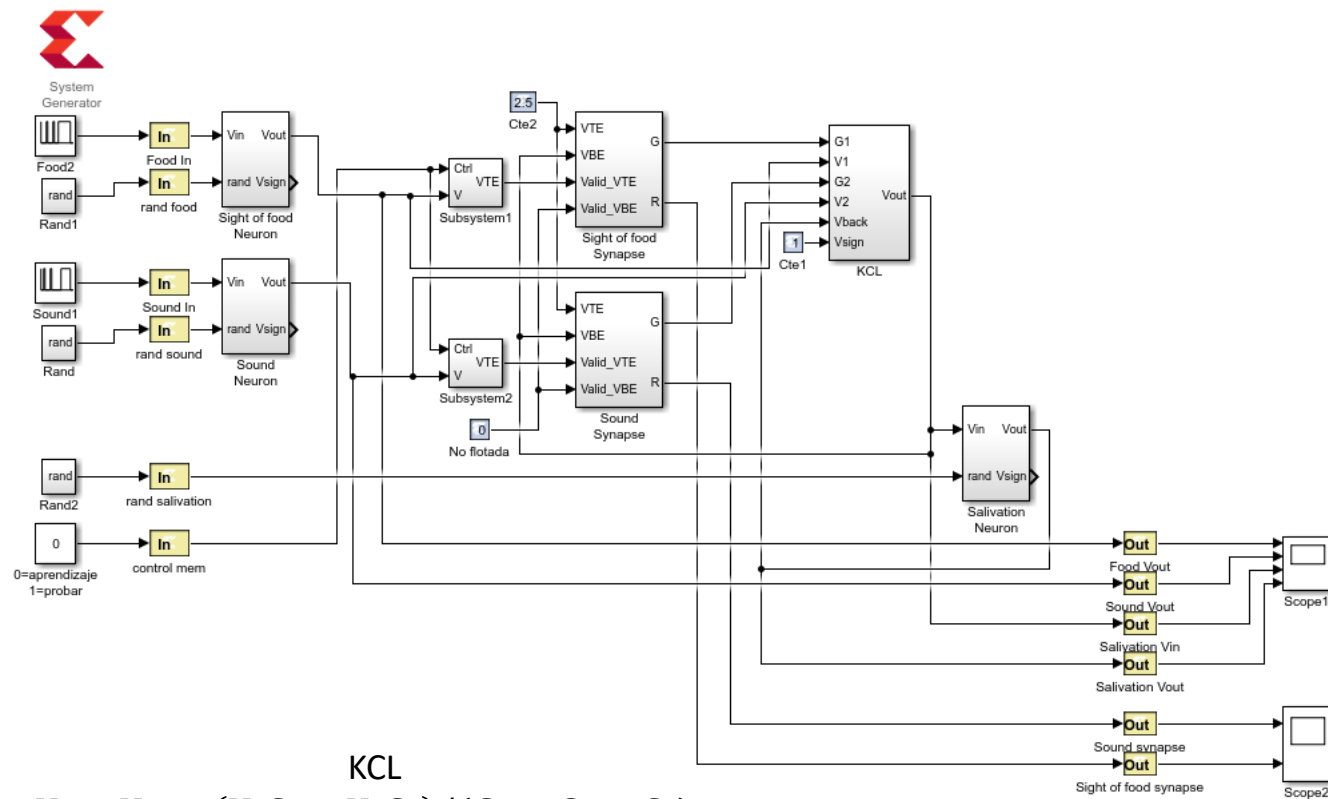 System
Generator
Food2
In
Food In
rand
Rand1
In
rand food
Vin Vout
rand Vsign
Sight of food
Neuron
Sound1
In
Sound In
rand
Rand
In
rand sound
Vin Vout
rand Vsign
Sound
Neuron
rand
Rand2
In
rand salivation
0
0=aprendizaje
1=probar
In
control mem
2.5
Cte2
Ctrl
VTE
V
Subsystem1
Ctrl
VTE
V
Subsystem2
0
No flotada
VTE
VBE
Valid_VTE
Valid_VBE
G
R
Sight of food
Synapse
VTE
VBE
Valid_VTE
Valid_VBE
G
R
Sound
Synapse
1
Cte1
G1
V1
G2
V2
Vback
Vsign
Vout
KCL
Vin Vout
rand Vsign
Salivation
Neuron
Out
Food Vout
Out
Sound Vout
Out
Salivation Vin
Out
Salivation Vout
Scope1
Out
Sound synapse
Out
Sight of food synapse
Scope2
KCL